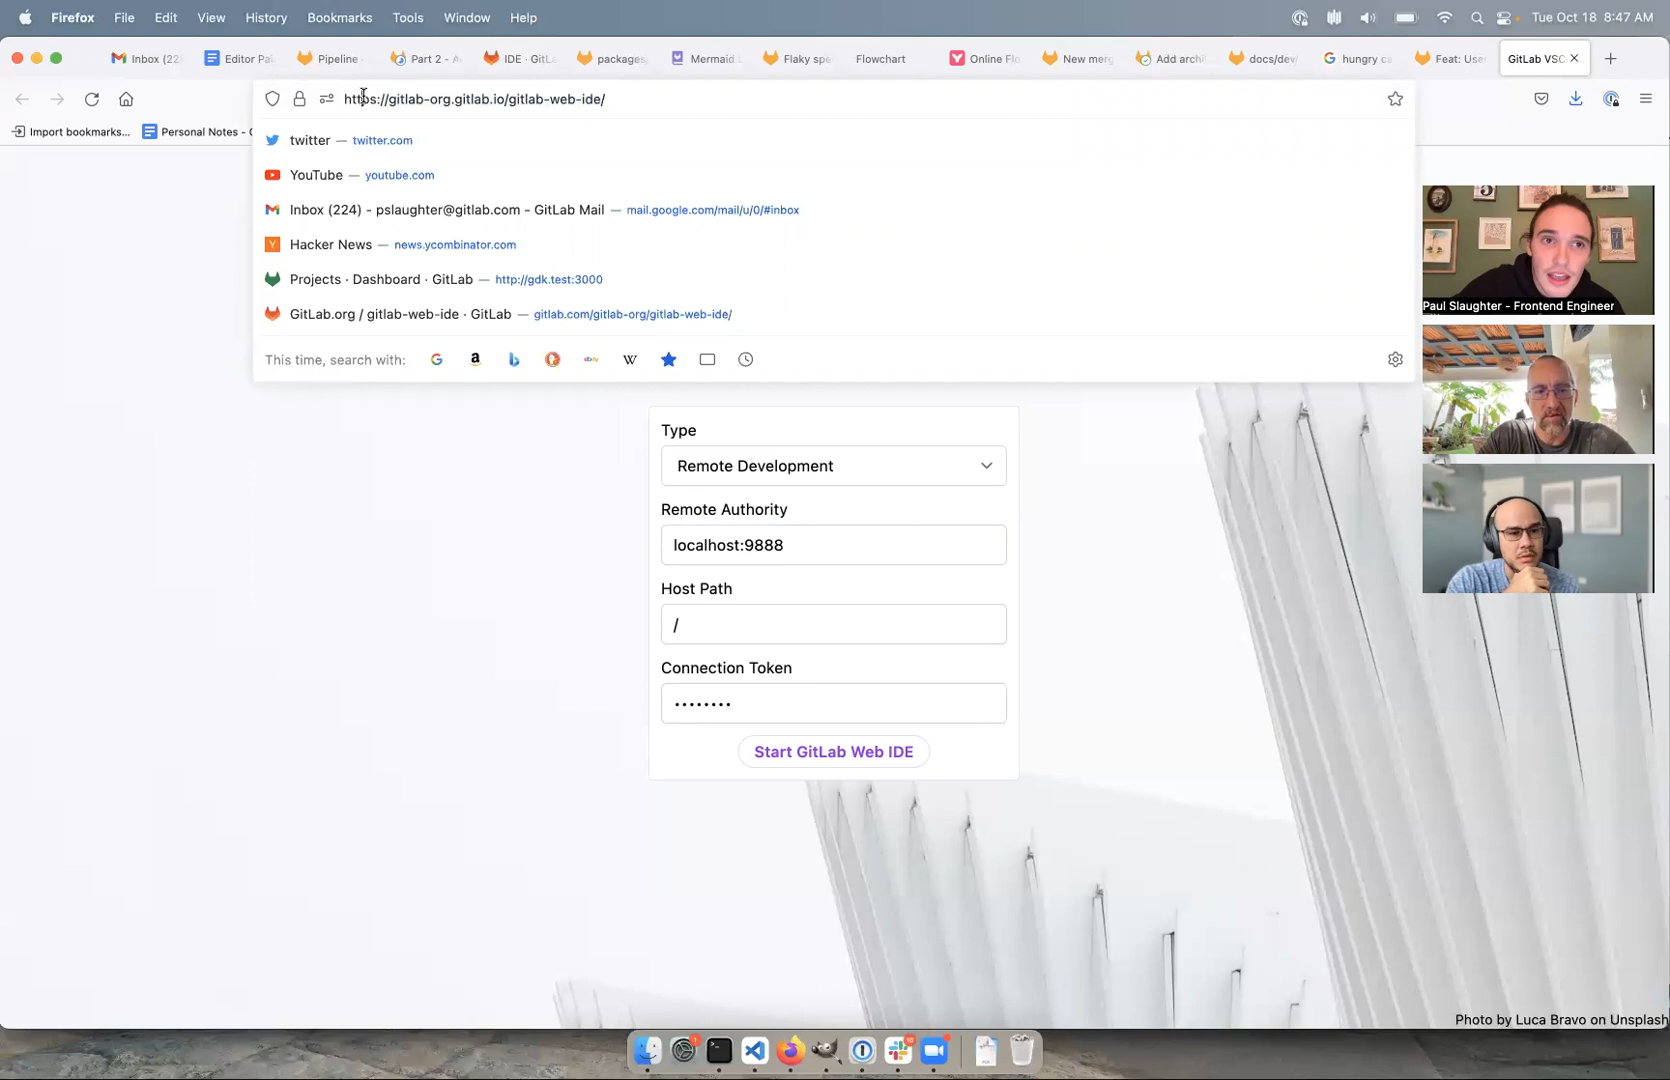 Firefox File Edit View History Bookmarks Tools Window Help
Tue Oct 18 8:47 AM
Inbox (22
Editor Pa
Pipeline
Part 2 - A
IDE · GitL
packages
Mermaid
Flaky spe
Flowchart
Online Flo
New merg
Add archi
docs/dev
hungry.ca
Feat: Use
GitLab VSC
https://gitlab-org.gitlab.io/gitlab-web-ide/
Import bookmarks...
Personal Notes - G
twitter — twitter.com
YouTube — youtube.com
Inbox (224) - pslaughter@gitlab.com - GitLab Mail — mail.google.com/mail/u/0/#inbox
Hacker News — news.ycombinator.com
Projects · Dashboard · GitLab — http://gdk.test:3000
GitLab.org / gitlab-web-ide · GitLab — gitlab.com/gitlab-org/gitlab-web-ide/
This time, search with:
Paul Slaughter - Frontend Engineer
Type
Remote Development
Remote Authority
localhost:9888
Host Path
/
Connection Token
••••••••
Start GitLab Web IDE
Photo by Luca Bravo on Unsplash